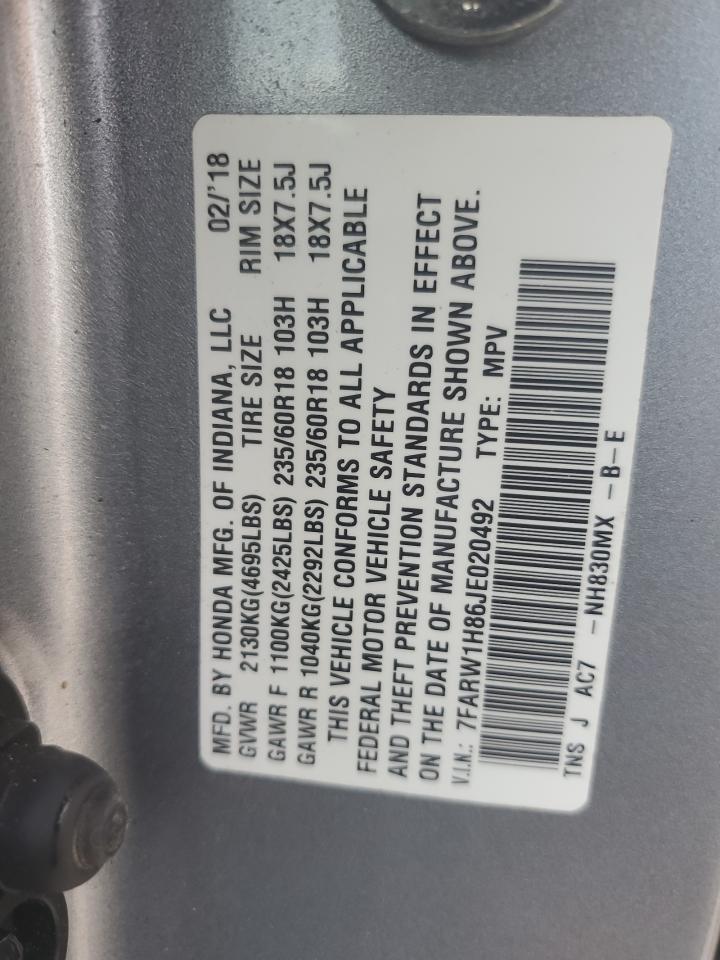 MFD. BY HONDA MFG. OF INDIANA, LLC 02/'18
GVWR 2130KG(4695LBS) TIRE SIZE RIM SIZE
GAWR F 1100KG(2425LBS) 235/60R18 103H 18X7.5J
GAWR R 1040KG(2292LBS) 235/60R18 103H 18X7.5J
THIS VEHICLE CONFORMS TO ALL APPLICABLE
FEDERAL MOTOR VEHICLE SAFETY
AND THEFT PREVENTION STANDARDS IN EFFECT
ON THE DATE OF MANUFACTURE SHOWN ABOVE.
V.I.N.: 7FARW1H86JE020492 TYPE: MPV
TNS J AC7 -NH830MX -B-E